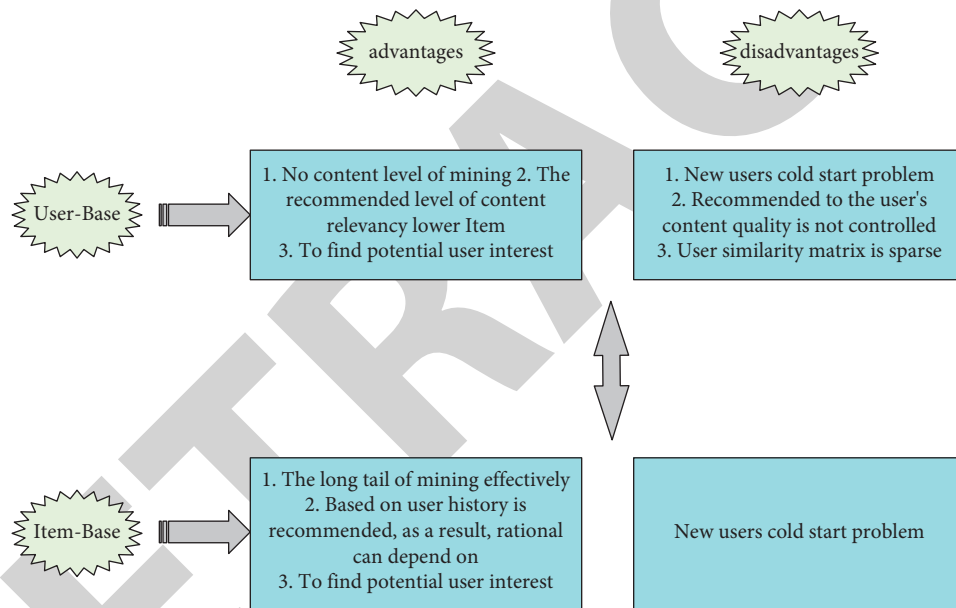 advantages
disadvantages
User-Base
1. No content level of mining 2. The
recommended level of content
relevancy lower Item
3. To find potential user interest
1. New users cold start problem
2. Recommended to the user's
content quality is not controlled
3. User similarity matrix is sparse
Item-Base
1. The long tail of mining effectively
2. Based on user history is
recommended, as a result, rational
can depend on
3. To find potential user interest
New users cold start problem
ETRAC